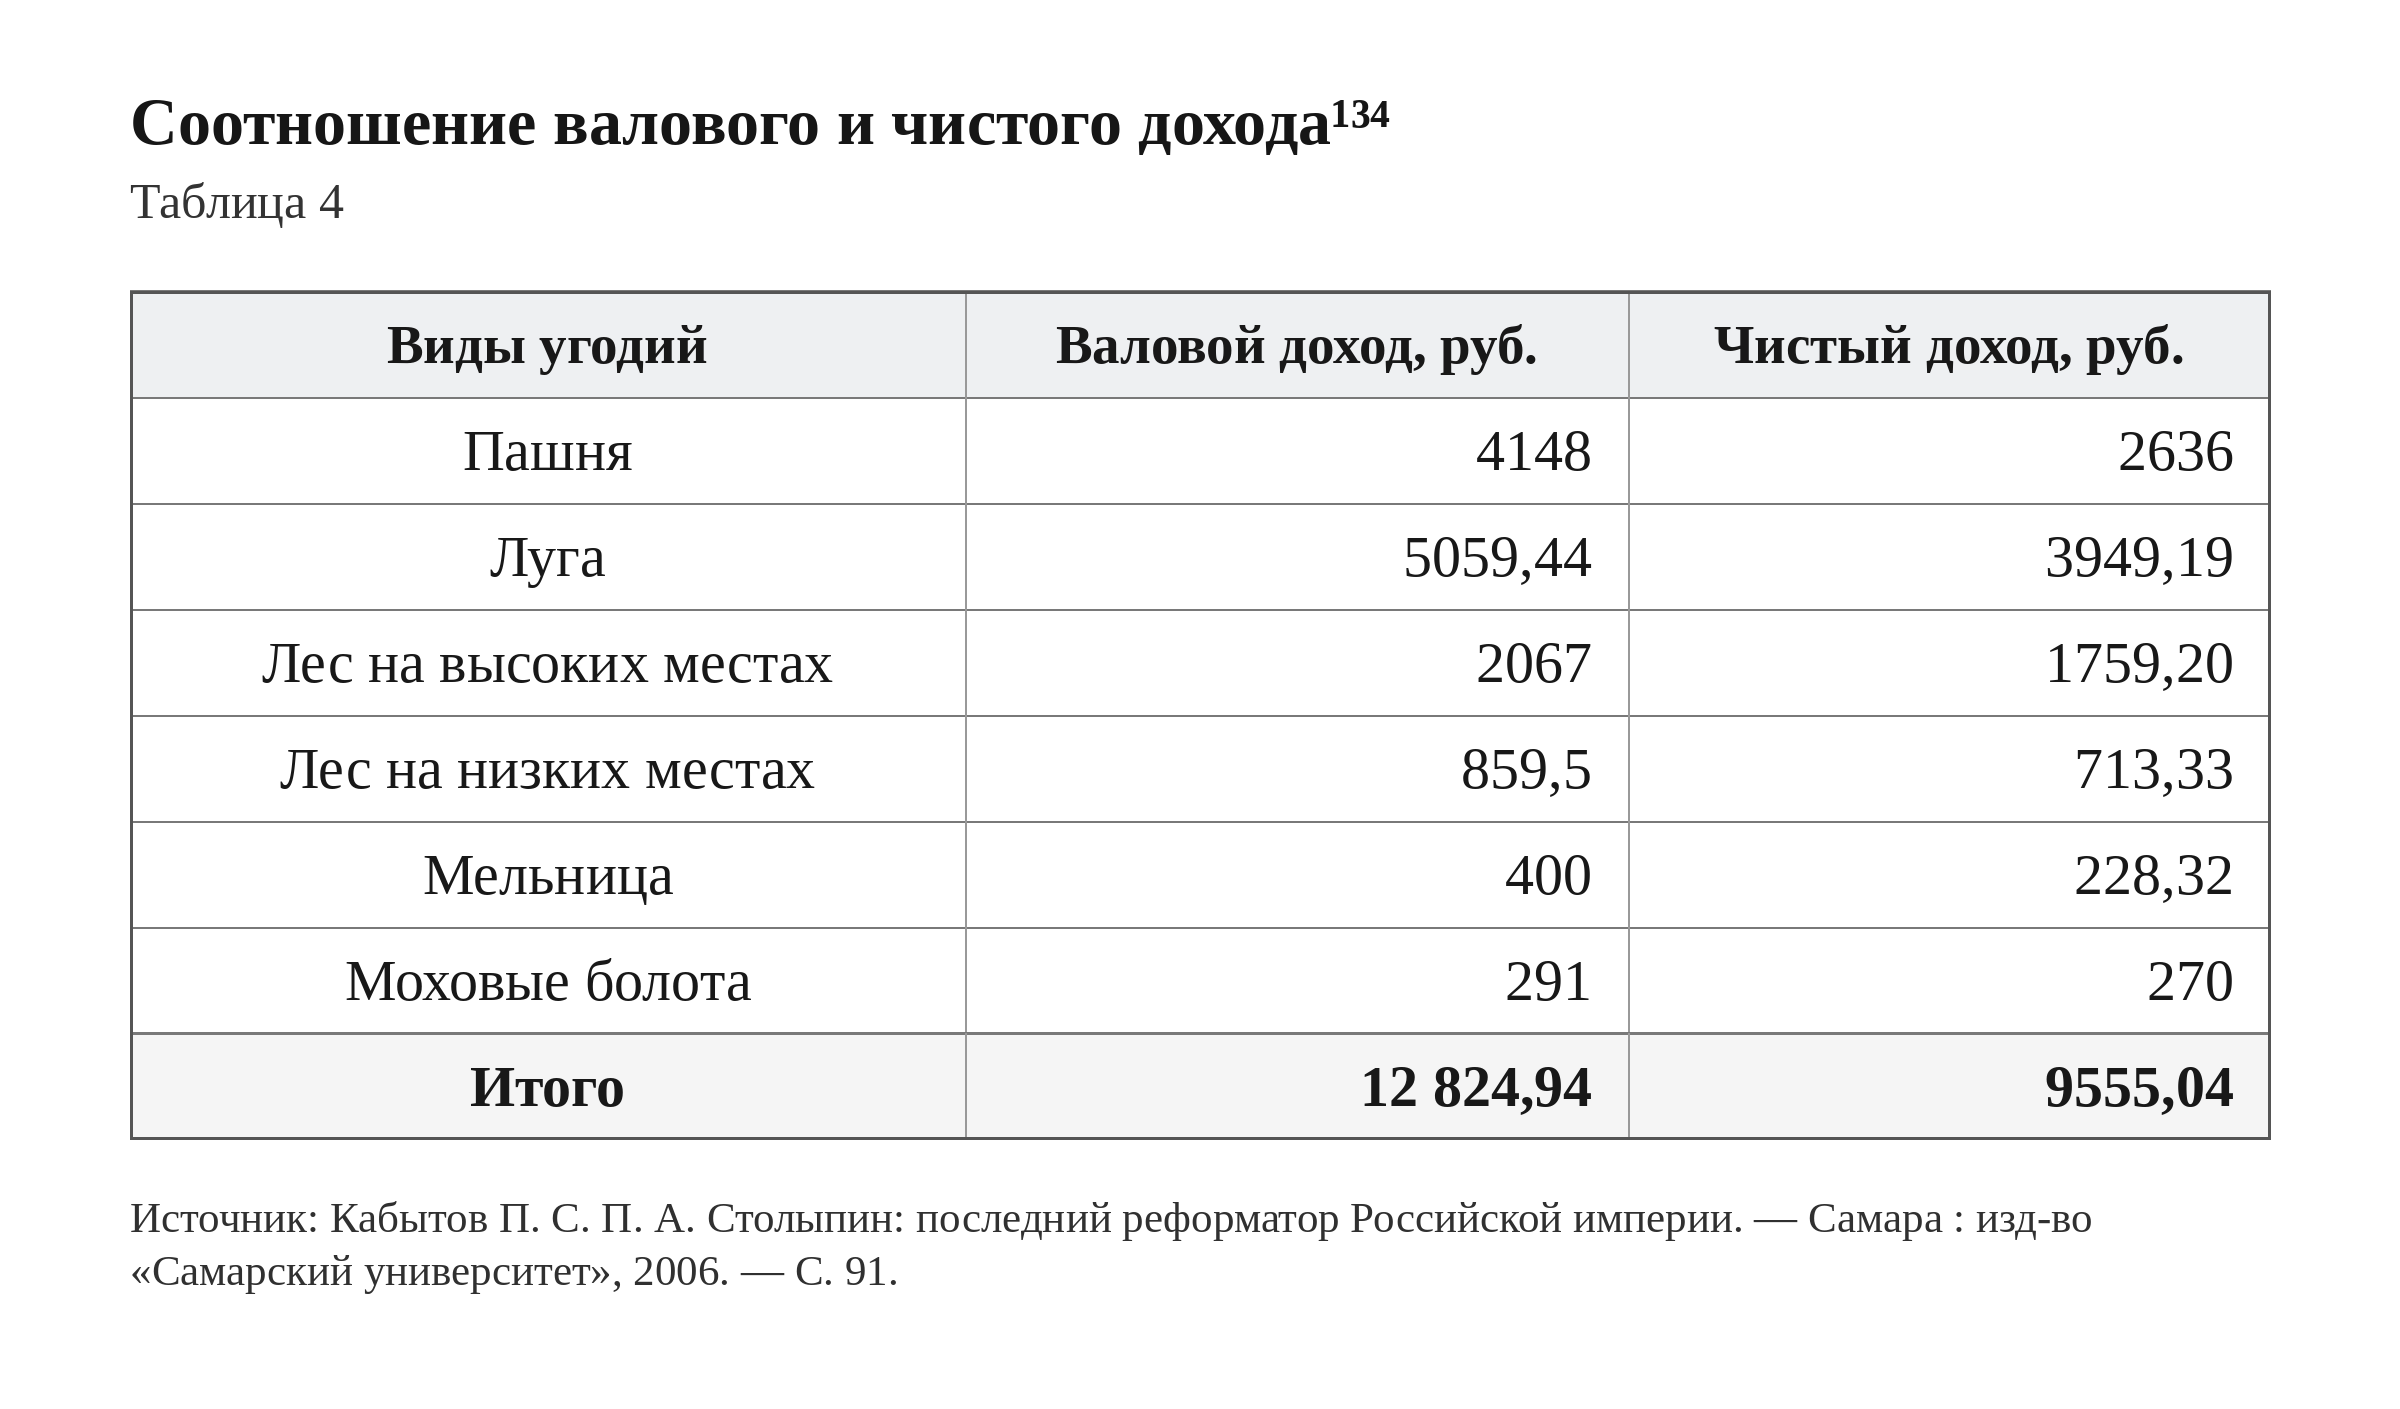 Соотношение валового и чистого дохода¹³⁴
Таблица 4
Виды угодий Валовой доход, руб. Чистый доход, руб.
Пашня 4148 2636
Луга 5059,44 3949,19
Лес на высоких местах 2067 1759,20
Лес на низких местах 859,5 713,33
Мельница 400 228,32
Моховые болота 291 270
Итого 12 824,94 9555,04
Источник: Кабытов П. С. П. А. Столыпин: последний реформатор Российской империи. — Самара : изд-во
«Самарский университет», 2006. — С. 91.